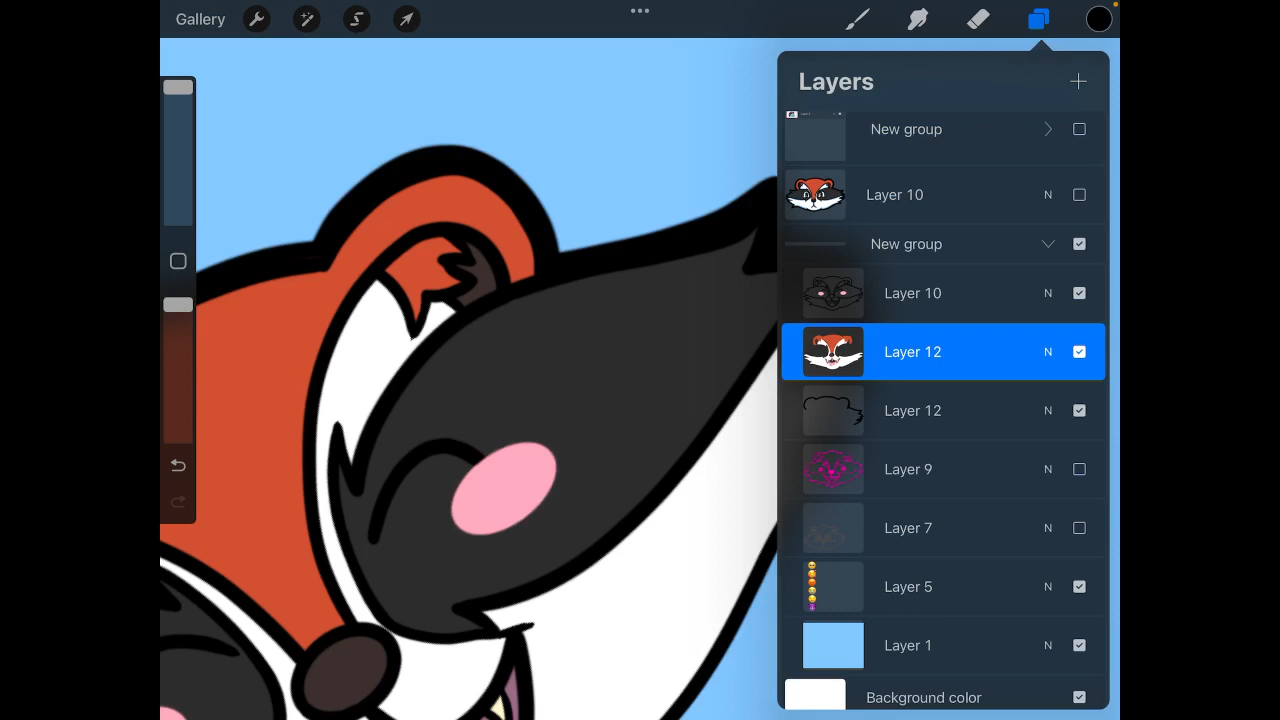 Gallery
Layers
New group
Layer 10 N
New group
Layer 10 N
Layer 12 N
Layer 12 N
Layer 9 N
Layer 7 N
Layer 5 N
Layer 1 N
Background color